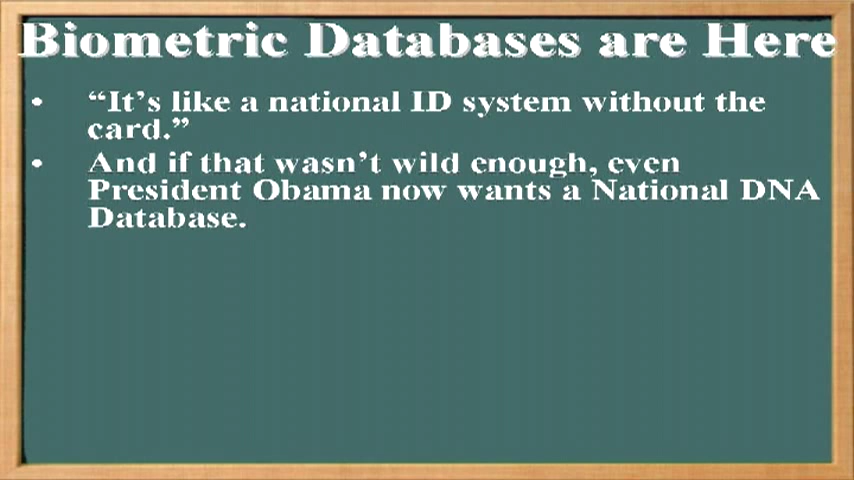 Biometric Databases are Here
• “It’s like a national ID system without the
card.”
• And if that wasn’t wild enough, even
President Obama now wants a National DNA
Database.